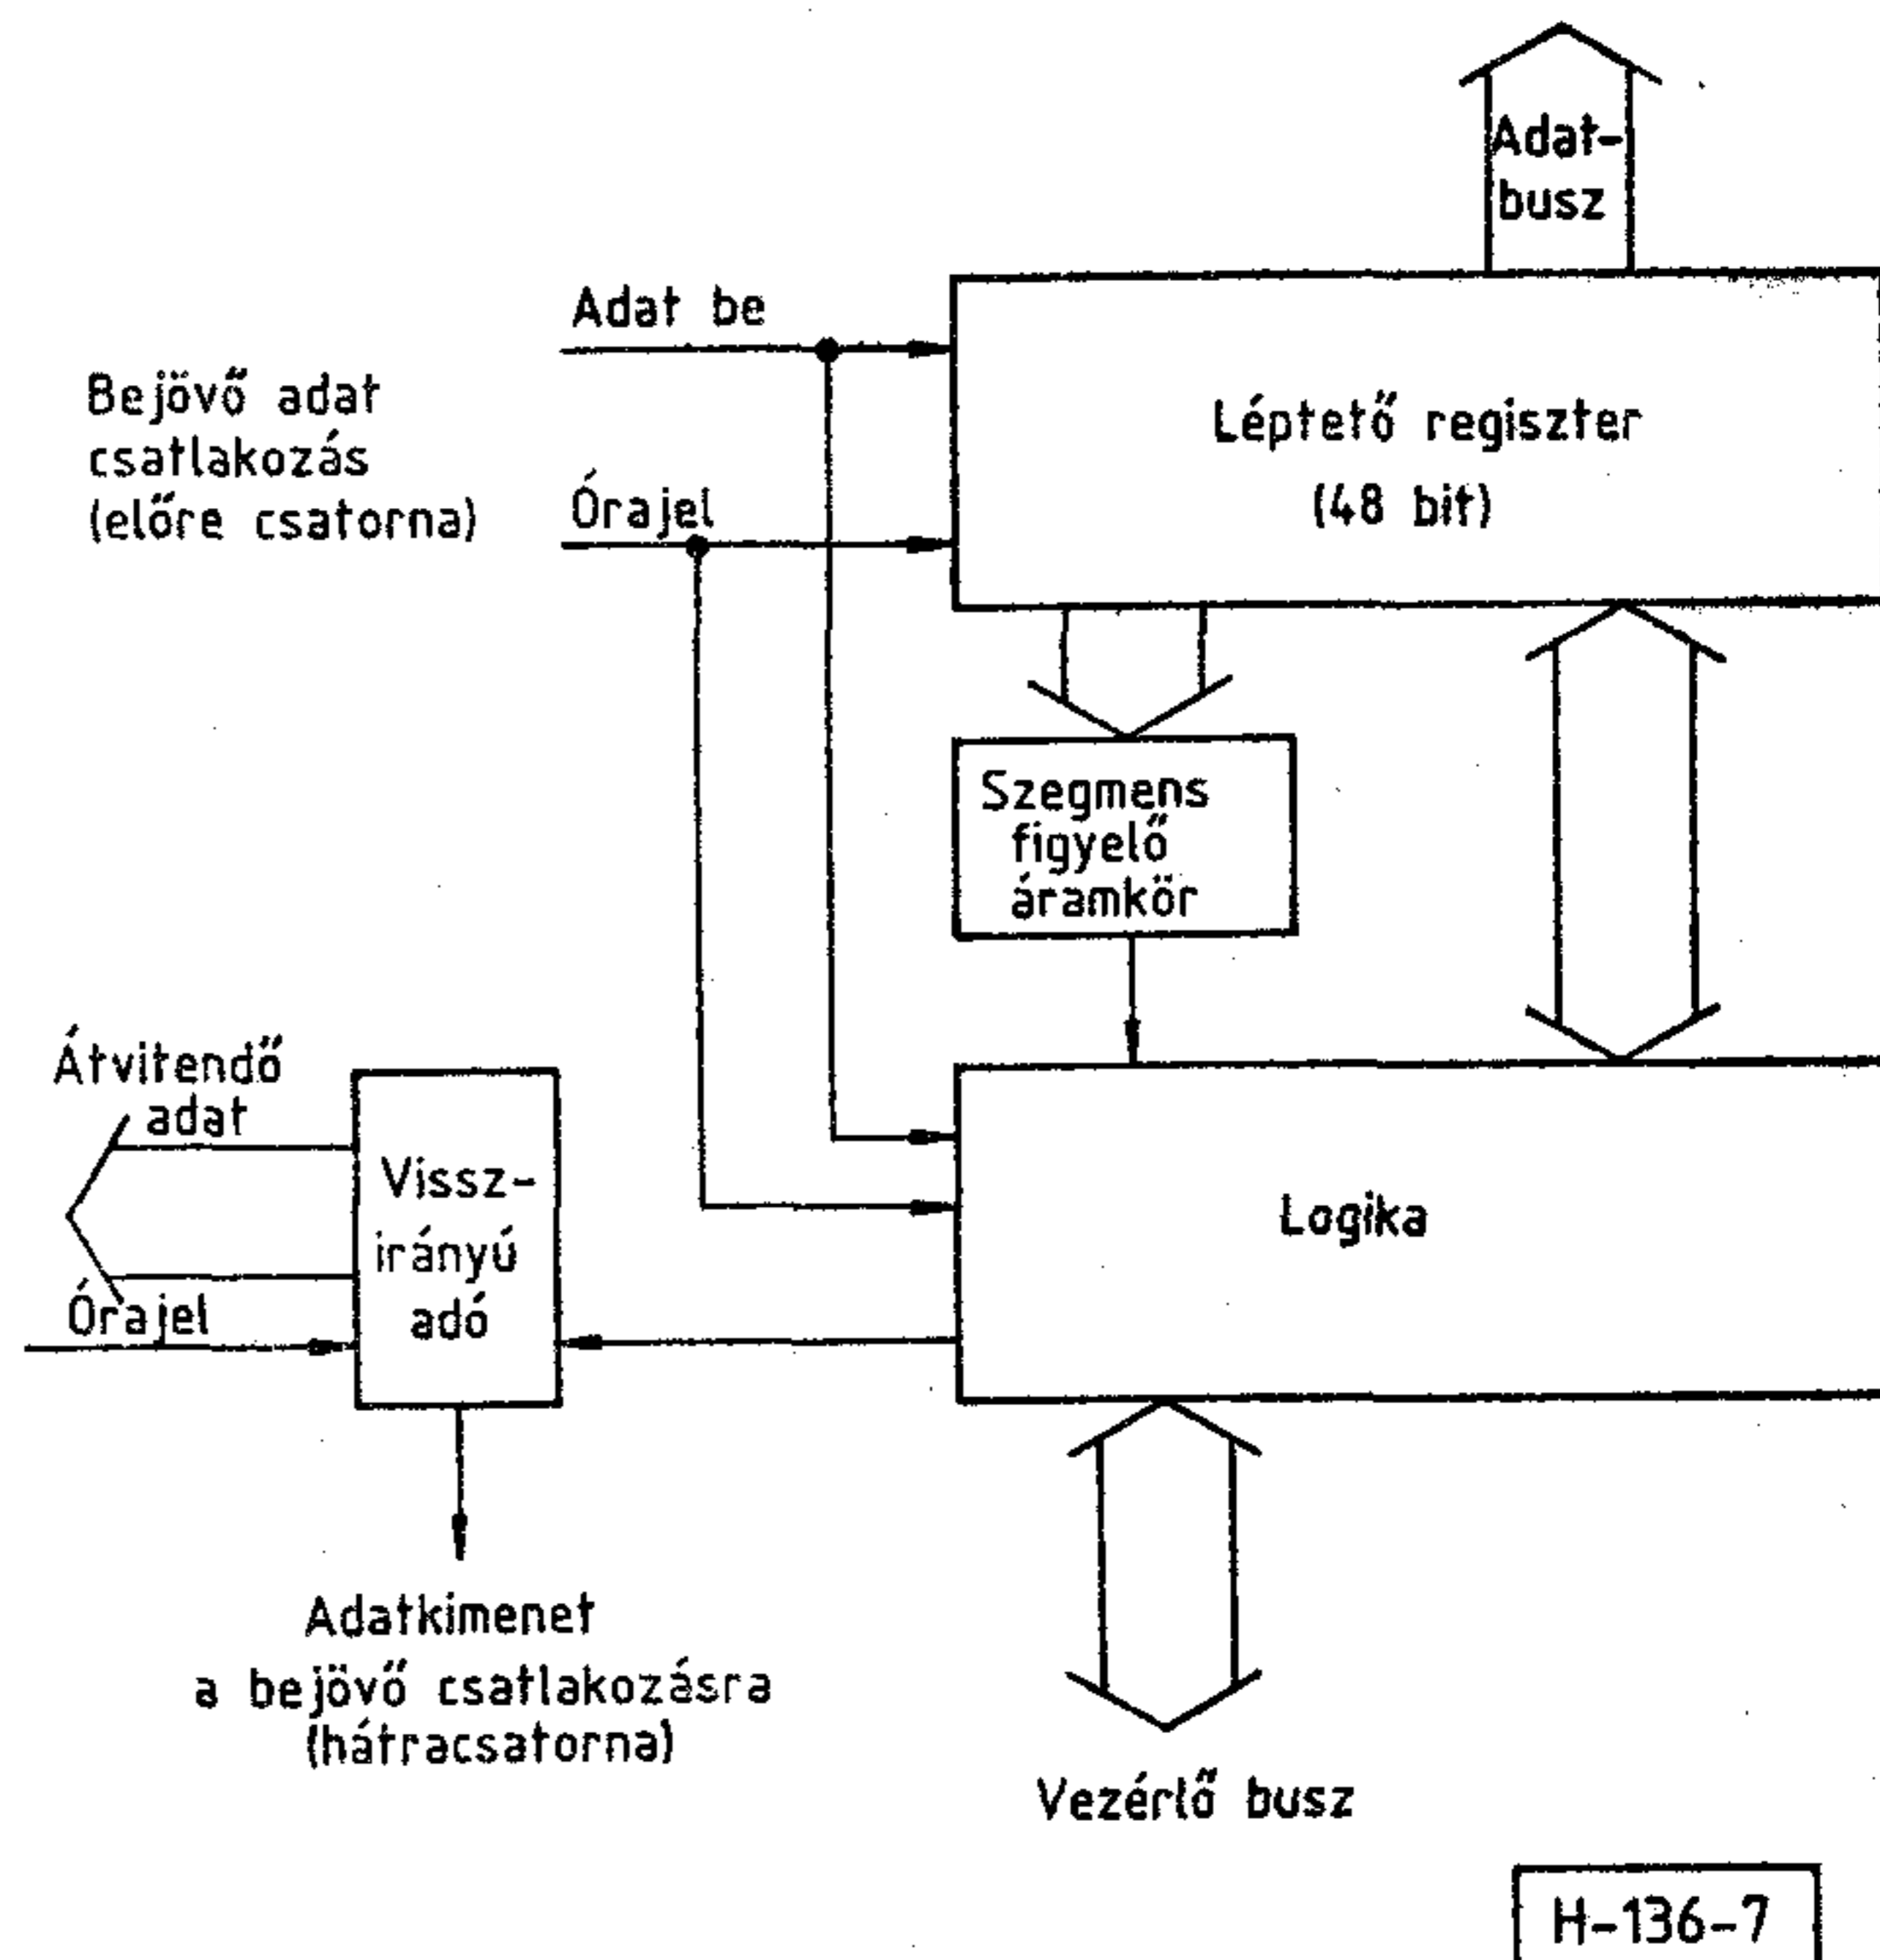 Adat-
busz
Adat be
Bejövő adat
csatlakozás
(előre csatorna)
Órajel
Léptető regiszter
(48 bit)
Szegmens
figyelő
áramkör
Átvitendő
adat
Vissz-
irányú
adó
Órajel
Logika
Adatkimenet
a bejövő csatlakozásra
(hátracsatorna)
Vezérlő busz
H-136-7